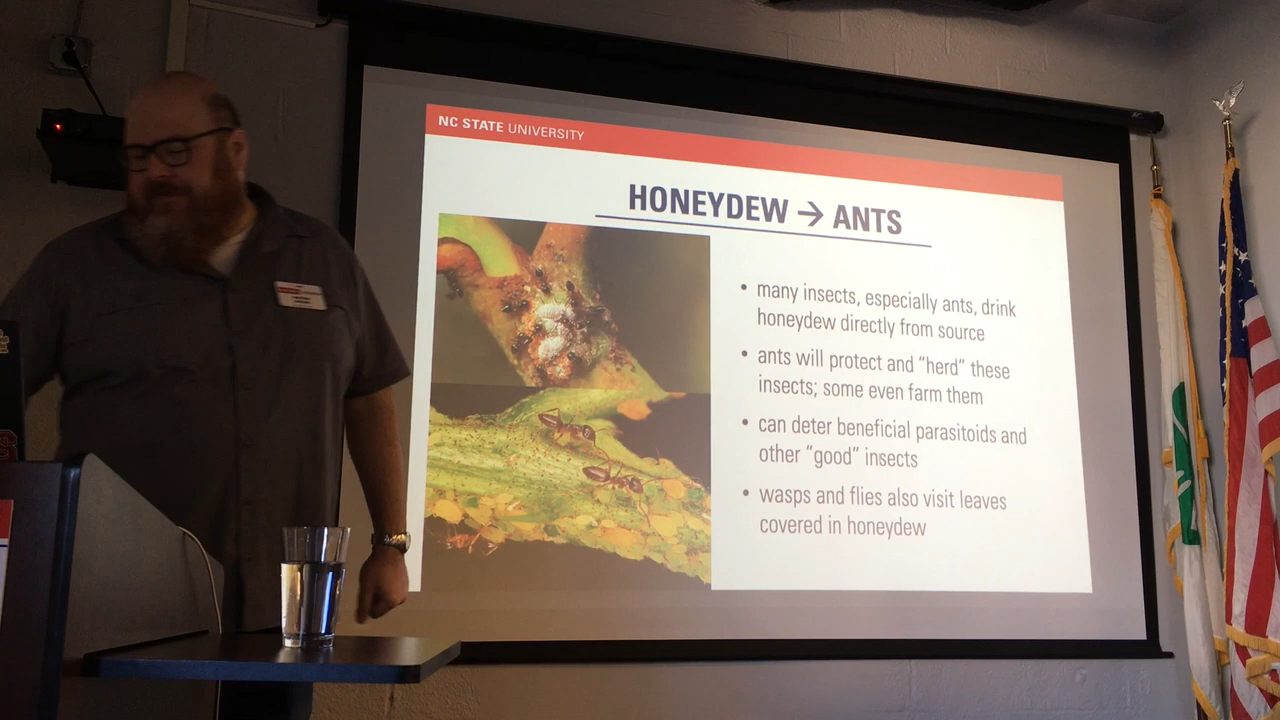 NC STATE UNIVERSITY
HONEYDEW → ANTS
• many insects, especially ants, drink
honeydew directly from source
• ants will protect and “herd” these
insects; some even farm them
• can deter beneficial parasitoids and
other “good” insects
• wasps and flies also visit leaves
covered in honeydew